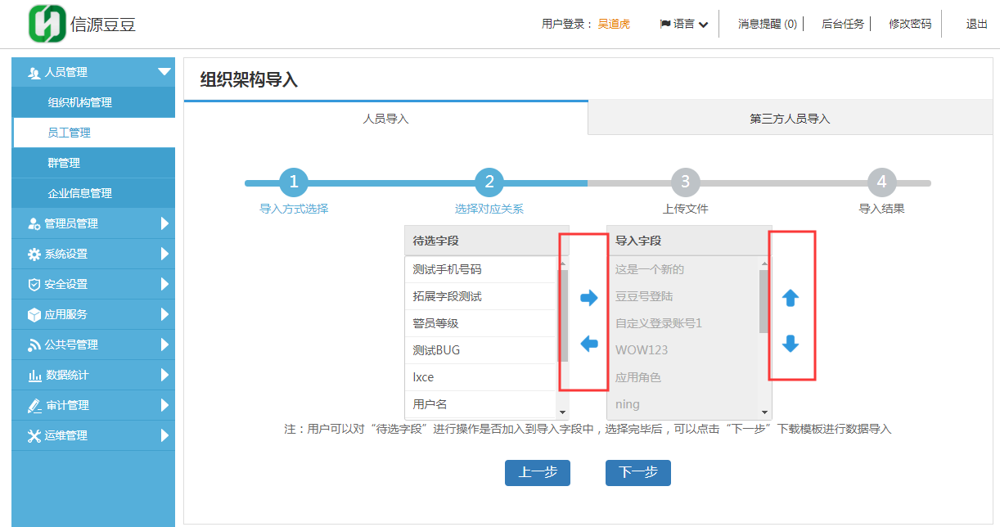 信源豆豆
用户登录： 吴道虎 语言 消息提醒 (0) 后台任务 修改密码 退出
人员管理
组织机构管理
员工管理
群管理
企业信息管理
管理员管理
系统设置
安全设置
应用服务
公共号管理
数据统计
审计管理
运维管理
组织架构导入
人员导入 第三方人员导入
1 2 3 4
导入方式选择 选择对应关系 上传文件 导入结果
待选字段
测试手机号码
拓展字段测试
警员等级
测试BUG
lxce
用户名
导入字段
这是一个新的
豆豆号登陆
自定义登录账号1
WOW123
应用角色
ning
注：用户可以对“待选字段”进行操作是否加入到导入字段中，选择完毕后，可以点击“下一步”下载模板进行数据导入
上一步 下一步